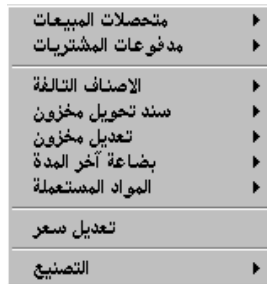 متحصلات المبيعات
مدفوعات المشتريات
الاصناف التالفة
سند تحويل مخزون
تعديل مخزون
بضاعة آخر المدة
المواد المستعملة
تعديل سعر
التصنيع